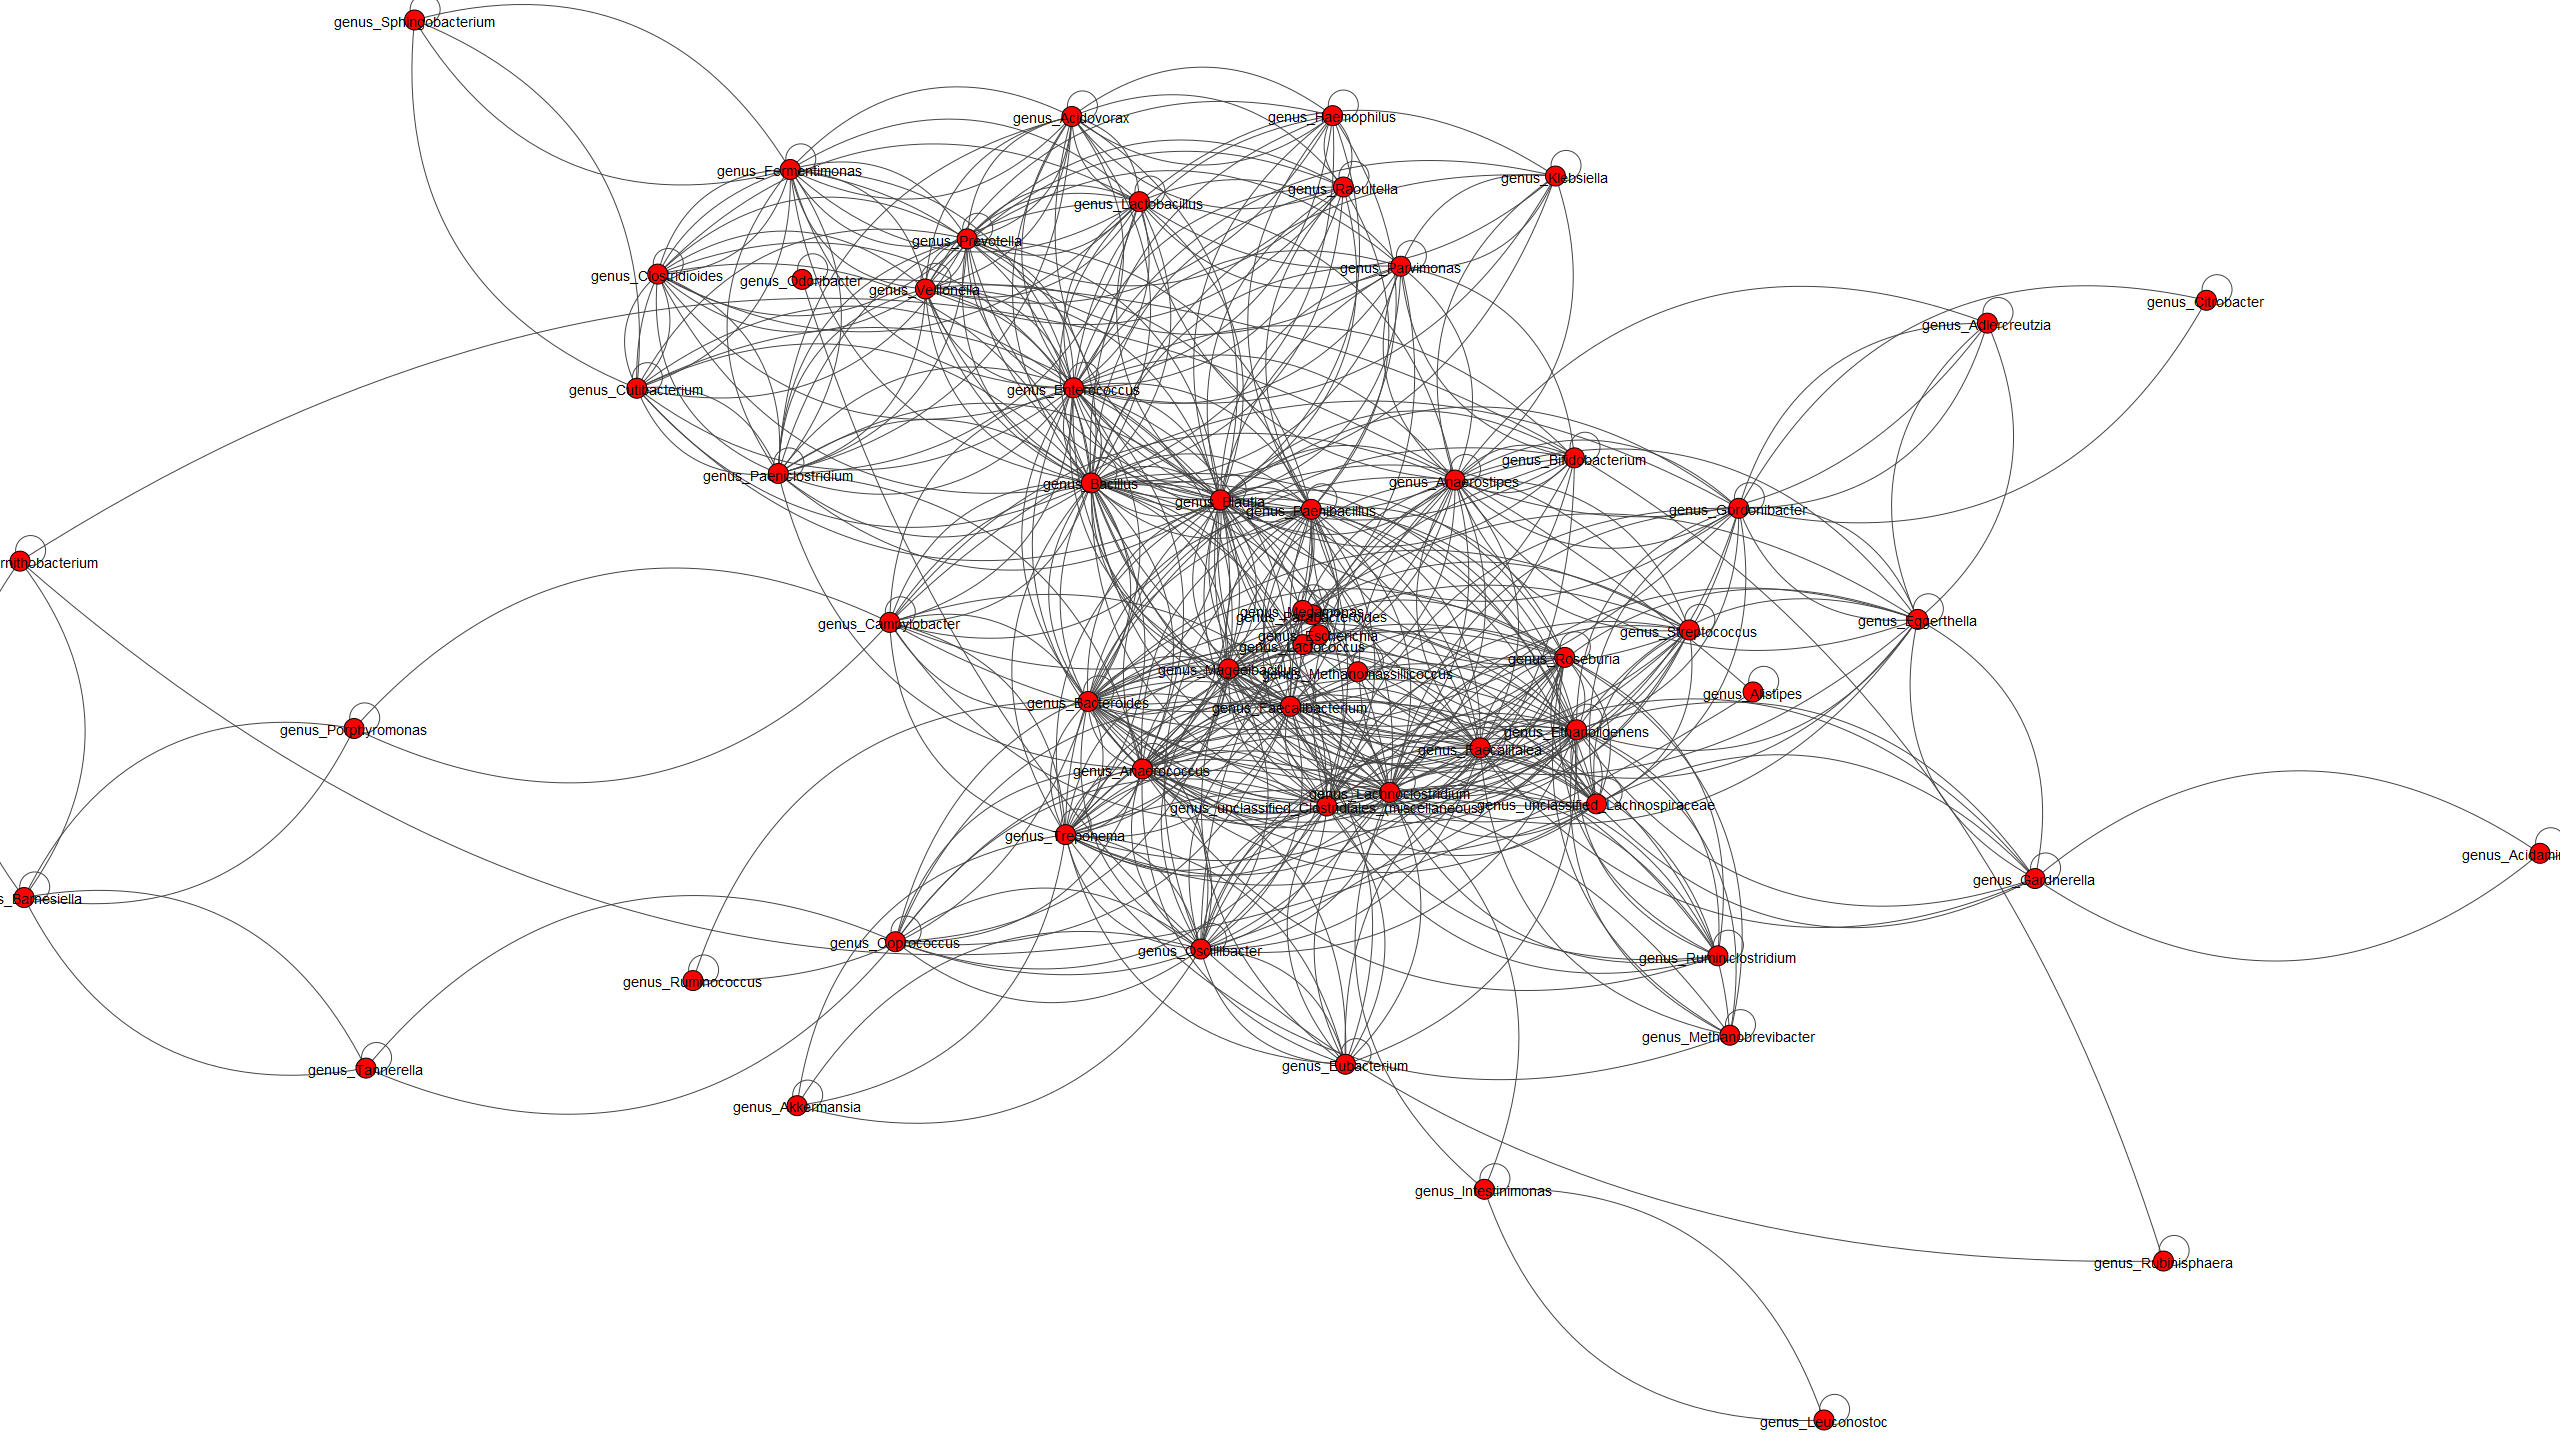 genus_Sphingobacterium
genus_Acidovorax
genus_Haemophilus
genus_Fermentimonas
genus_Klebsiella
genus_Raoultella
genus_Lactobacillus
genus_Prevotella
genus_Parvimonas
genus_Clostridioides
genus_Odoribacter
genus_Veillonella
genus_Citrobacter
genus_Adlercreutzia
genus_Cutibacterium
genus_Enterococcus
genus_Bifidobacterium
genus_Paeniclostridium
genus_Anaerostipes
genus_Bacillus
genus_Blautia
genus_Paenibacillus
genus_Gordonibacter
rnithobacterium
genus_Megamonas
genus_Parabacteroides
genus_Eggerthella
genus_Campylobacter
genus_Streptococcus
genus_Escherichia
genus_Lactococcus
genus_Roseburia
genus_Mageeibacillus
genus_Methanomassiliicoccus
genus_Alistipes
genus_Bacteroides
genus_Faecalibacterium
genus_Porphyromonas
genus_Ethanoligenens
genus_Faecalitalea
genus_Anaerococcus
genus_Lachnoclostridium
genus_unclassified_Clostridiales_(miscellaneous)
genus_unclassified_Lachnospiraceae
genus_Treponema
genus_Acidami
genus_Gardnerella
s_Barnesiella
genus_Coprococcus
genus_Oscillibacter
genus_Ruminiclostridium
genus_Ruminococcus
genus_Methanobrevibacter
genus_Eubacterium
genus_Tannerella
genus_Akkermansia
genus_Intestinimonas
genus_Rubinisphaera
genus_Leuconostoc